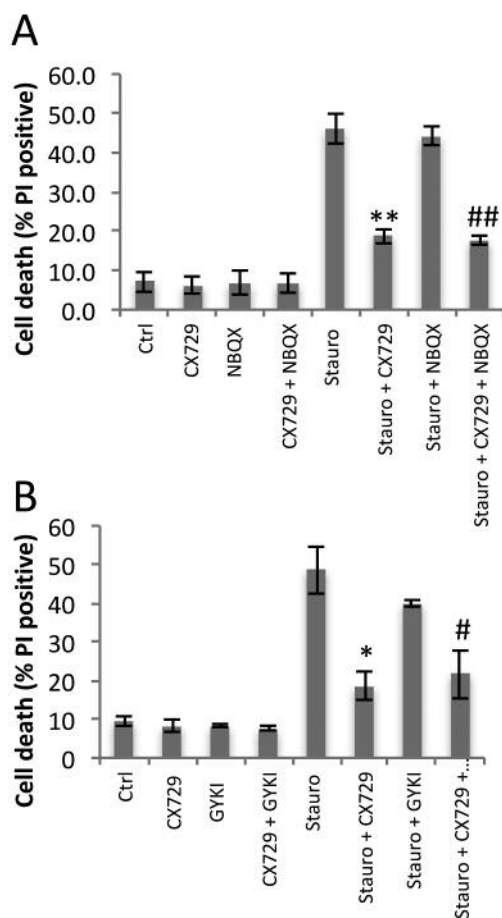 A
Cell death (% PI positive)
60.0
50.0
40.0
30.0
20.0
10.0
0.0
**
##
Ctrl
CX729
NBQX
CX729 + NBQX
Stauro
Stauro + CX729
Stauro + NBQX
Stauro + CX729 + NBQX
B
Cell death (% PI positive)
60
50
40
30
20
10
0
*
#
Ctrl
CX729
GYKI
CX729 + GYKI
Stauro
Stauro + CX729
Stauro + GYKI
Stauro + CX729 +...